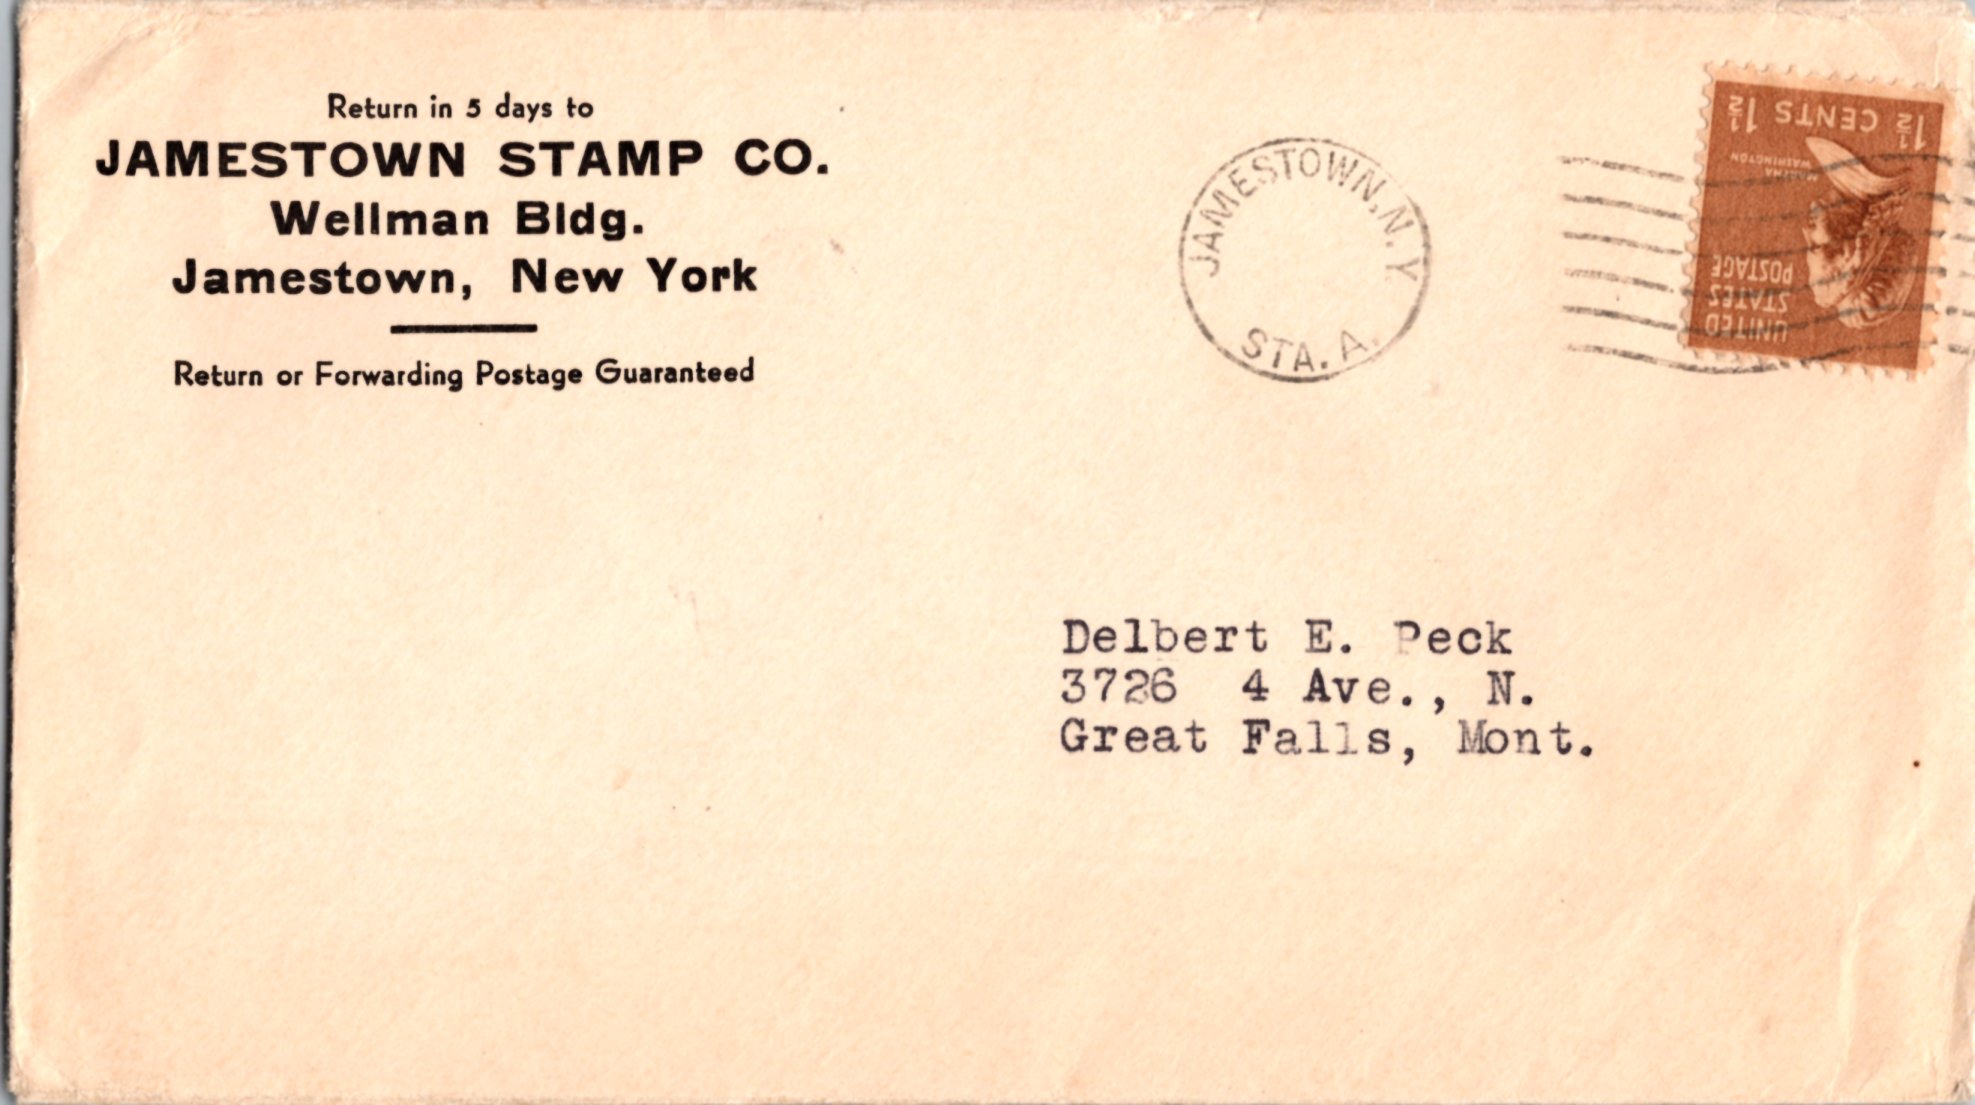 Return in 5 days to
JAMESTOWN STAMP CO.
Wellman Bldg.
Jamestown, New York
Return or Forwarding Postage Guaranteed
JAMESTOWN, N. Y.
STA. A.
1½ CENTS 1½
MARTHA
WASHINGTON
UNITED
STATES
POSTAGE
Delbert E. Peck
3726 4 Ave., N.
Great Falls, Mont.